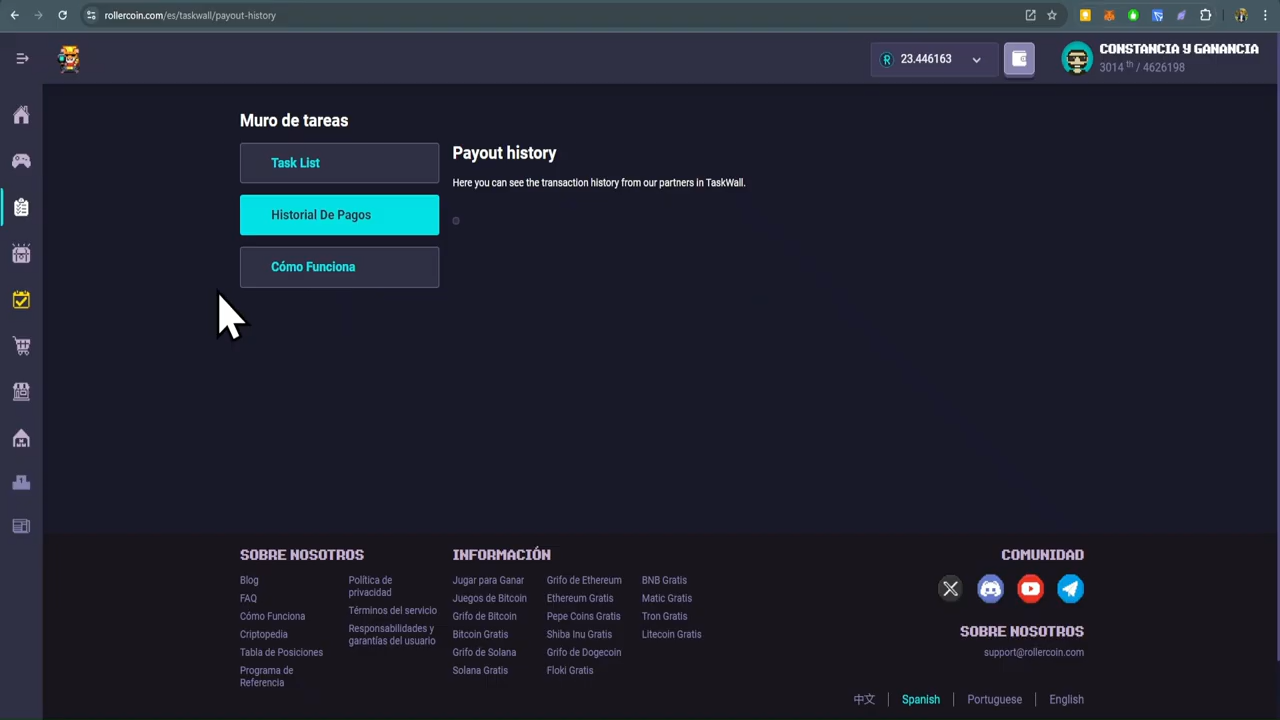 rollercoin.com/es/taskwall/payout-history
23.446163
CONSTANCIA Y GANANCIA
3014 th / 4626198
Muro de tareas
Task List
Historial De Pagos
Cómo Funciona
Payout history
Here you can see the transaction history from our partners in TaskWall.
SOBRE NOSOTROS
Blog
FAQ
Cómo Funciona
Criptopedia
Tabla de Posiciones
Programa de
Referencia
Política de
privacidad
Términos del servicio
Responsabilidades y
garantías del usuario
INFORMACIÓN
Jugar para Ganar
Juegos de Bitcoin
Grifo de Bitcoin
Bitcoin Gratis
Grifo de Solana
Solana Gratis
Grifo de Ethereum
Ethereum Gratis
Pepe Coins Gratis
Shiba Inu Gratis
Grifo de Dogecoin
Floki Gratis
BNB Gratis
Matic Gratis
Tron Gratis
Litecoin Gratis
COMUNIDAD
SOBRE NOSOTROS
support@rollercoin.com
中文 | Spanish | Portuguese | English